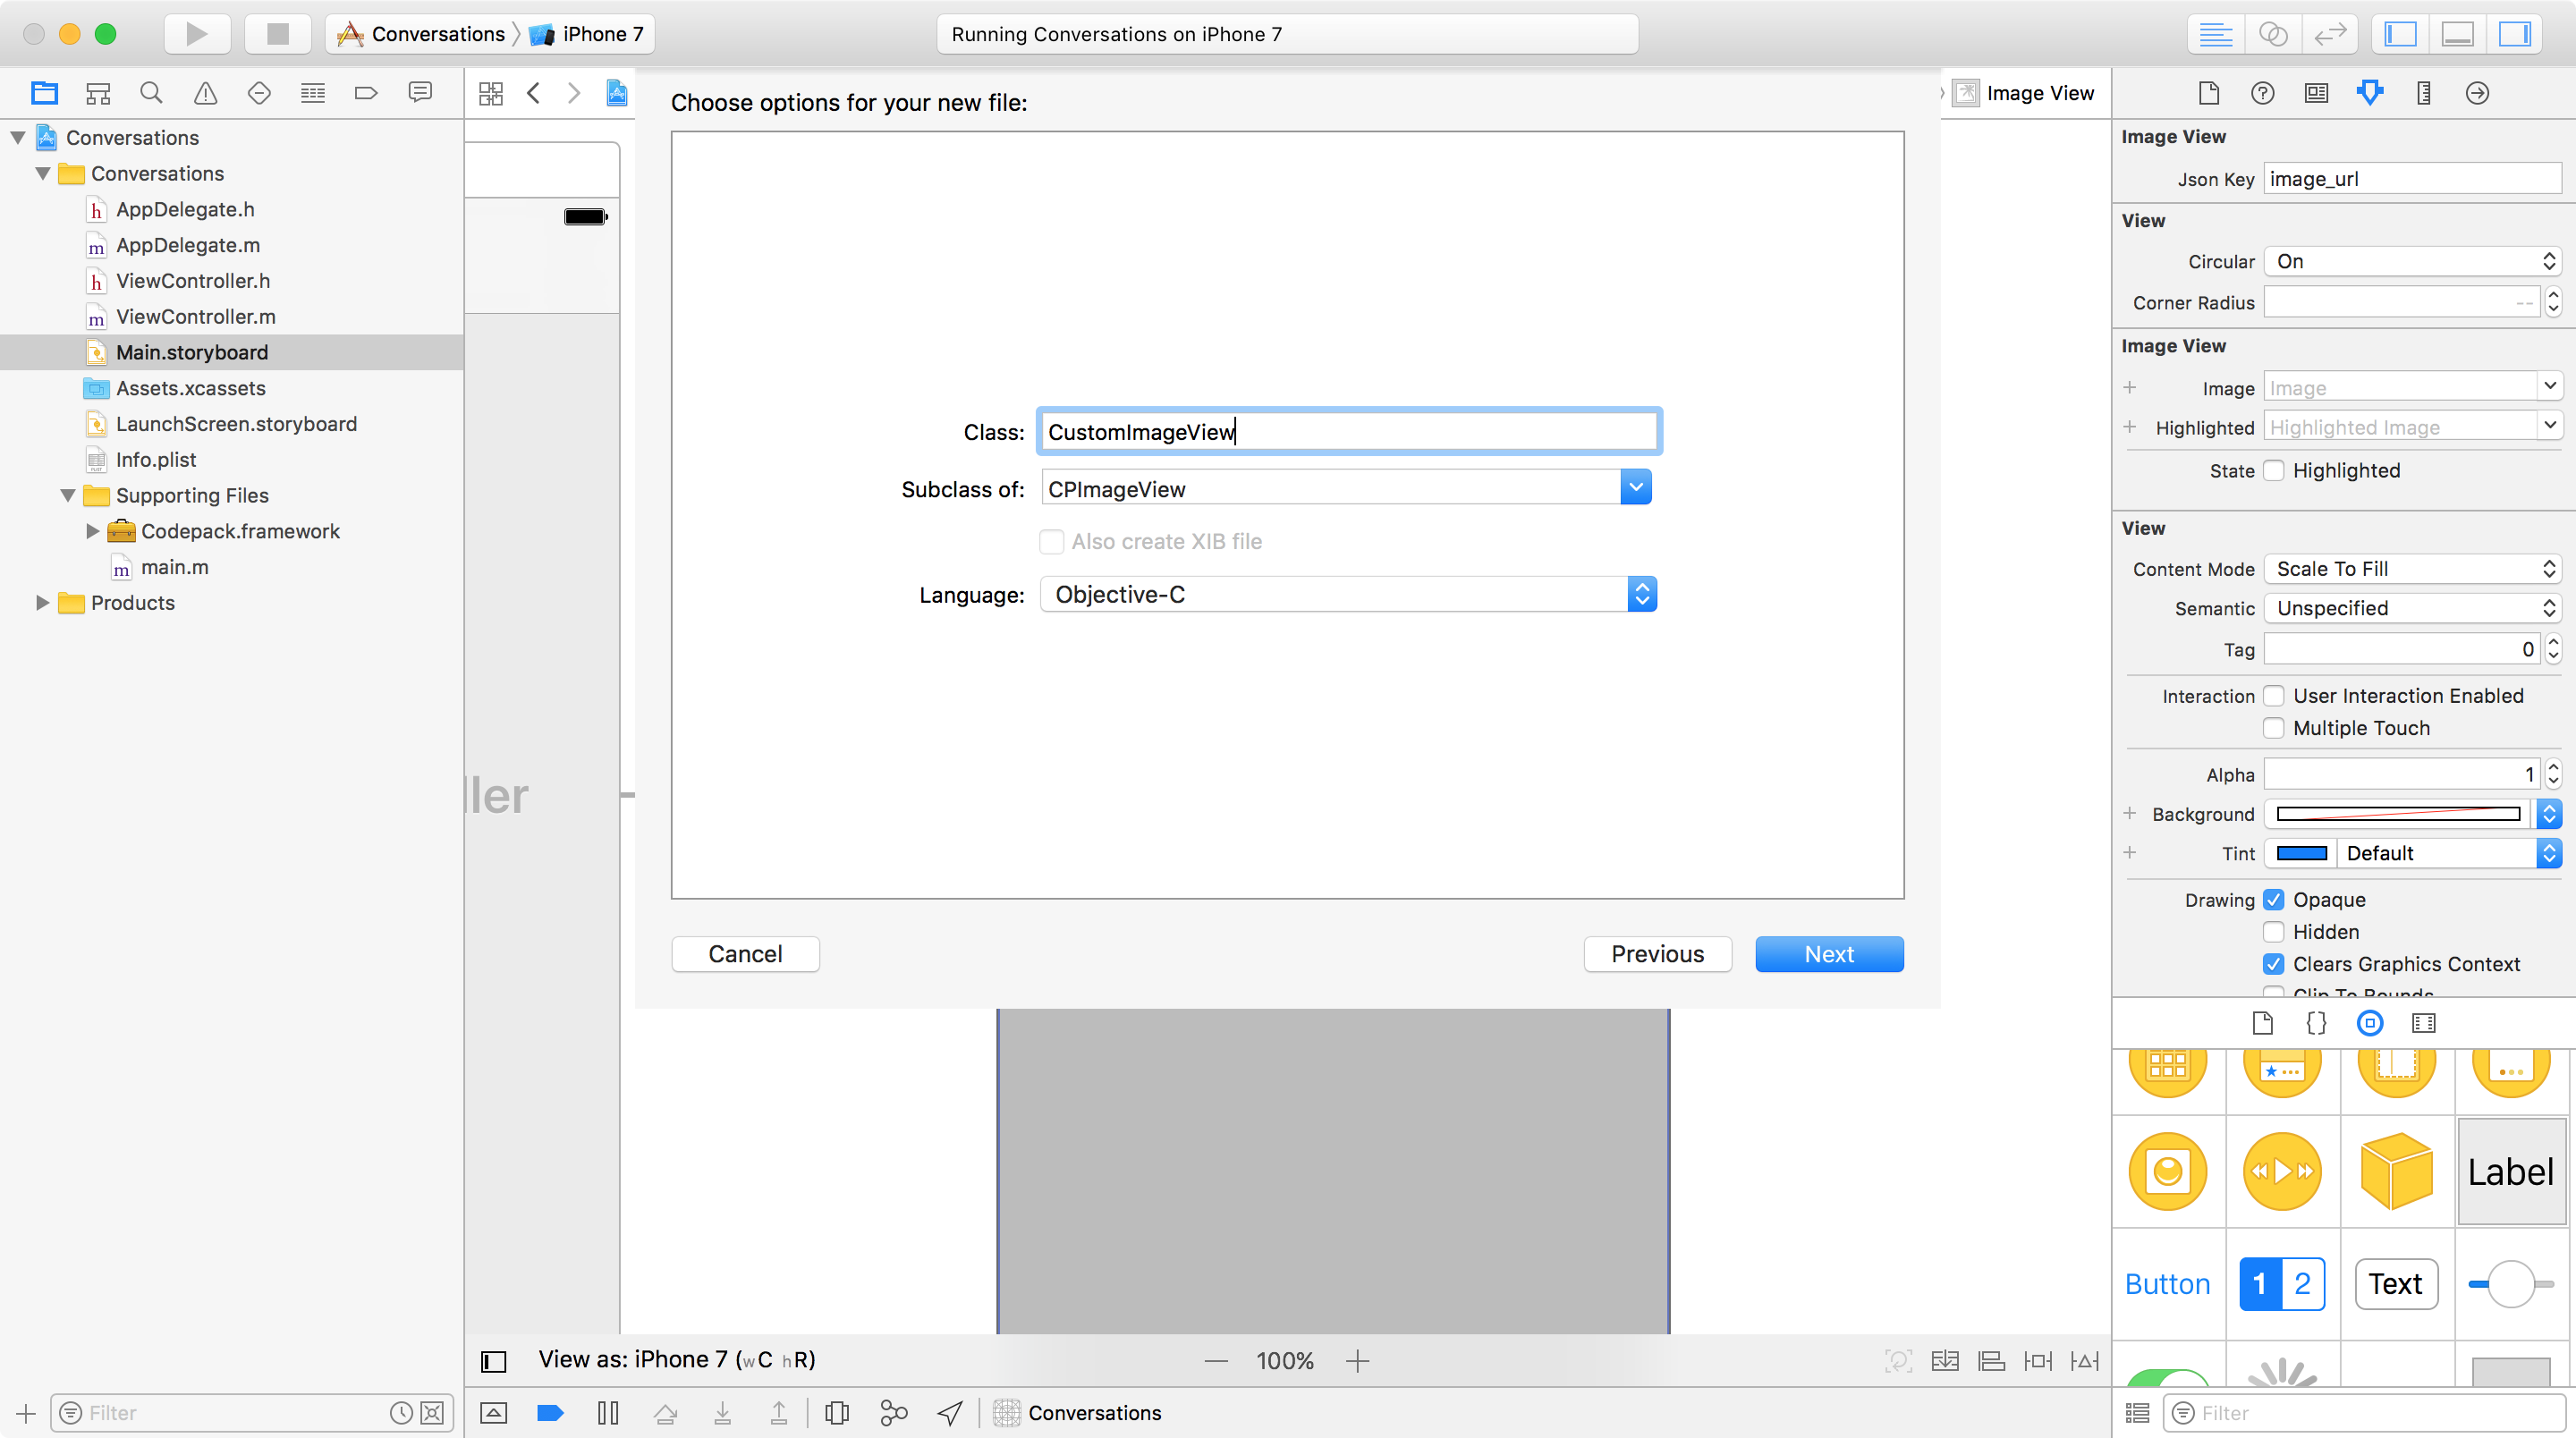 Conversations
iPhone 7
Running Conversations on iPhone 7
Conversations
Conversations
h AppDelegate.h
m AppDelegate.m
h ViewController.h
m ViewController.m
Main.storyboard
Assets.xcassets
LaunchScreen.storyboard
Info.plist
Supporting Files
Codepack.framework
m main.m
Products
Filter
ller
Choose options for your new file:
Class: CustomImageView
Subclass of: CPImageView
Also create XIB file
Language: Objective-C
Cancel
Previous
Next
View as: iPhone 7 (wC hR)
100%
Conversations
Image View
Image View
Json Key image_url
View
Circular On
Corner Radius --
Image View
Image Image
Highlighted Highlighted Image
State Highlighted
View
Content Mode Scale To Fill
Semantic Unspecified
Tag 0
Interaction User Interaction Enabled
Multiple Touch
Alpha 1
Background
Tint Default
Drawing Opaque
Hidden
Clears Graphics Context
Clip To Bounds
{}
Label
Button
1 2
Text
Filter